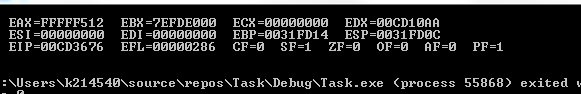 EAX=FFFFF512 EBX=7EFDE000 ECX=00000000 EDX=00CD10AA
ESI=00000000 EDI=00000000 EBP=0031FD14 ESP=0031FD0C
EIP=00CD3676 EFL=00000286 CF=0 SF=1 ZF=0 OF=0 AF=0 PF=1
:\Users\k214540\source\repos\Task\Debug\Task.exe (process 55868) exited